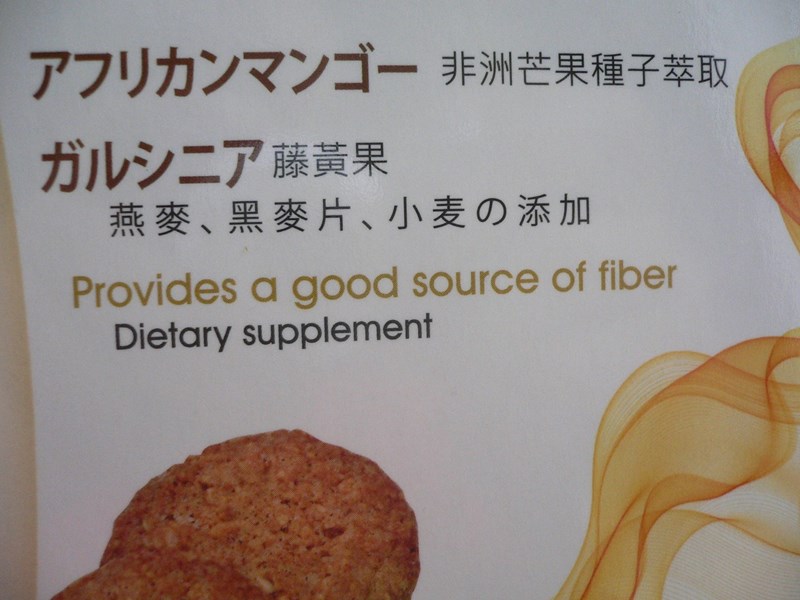 アフリカンマンゴー 非洲芒果種子萃取
ガルシニア 藤黃果
燕麥、黑麥片、小麦の添加
Provides a good source of fiber
Dietary supplement